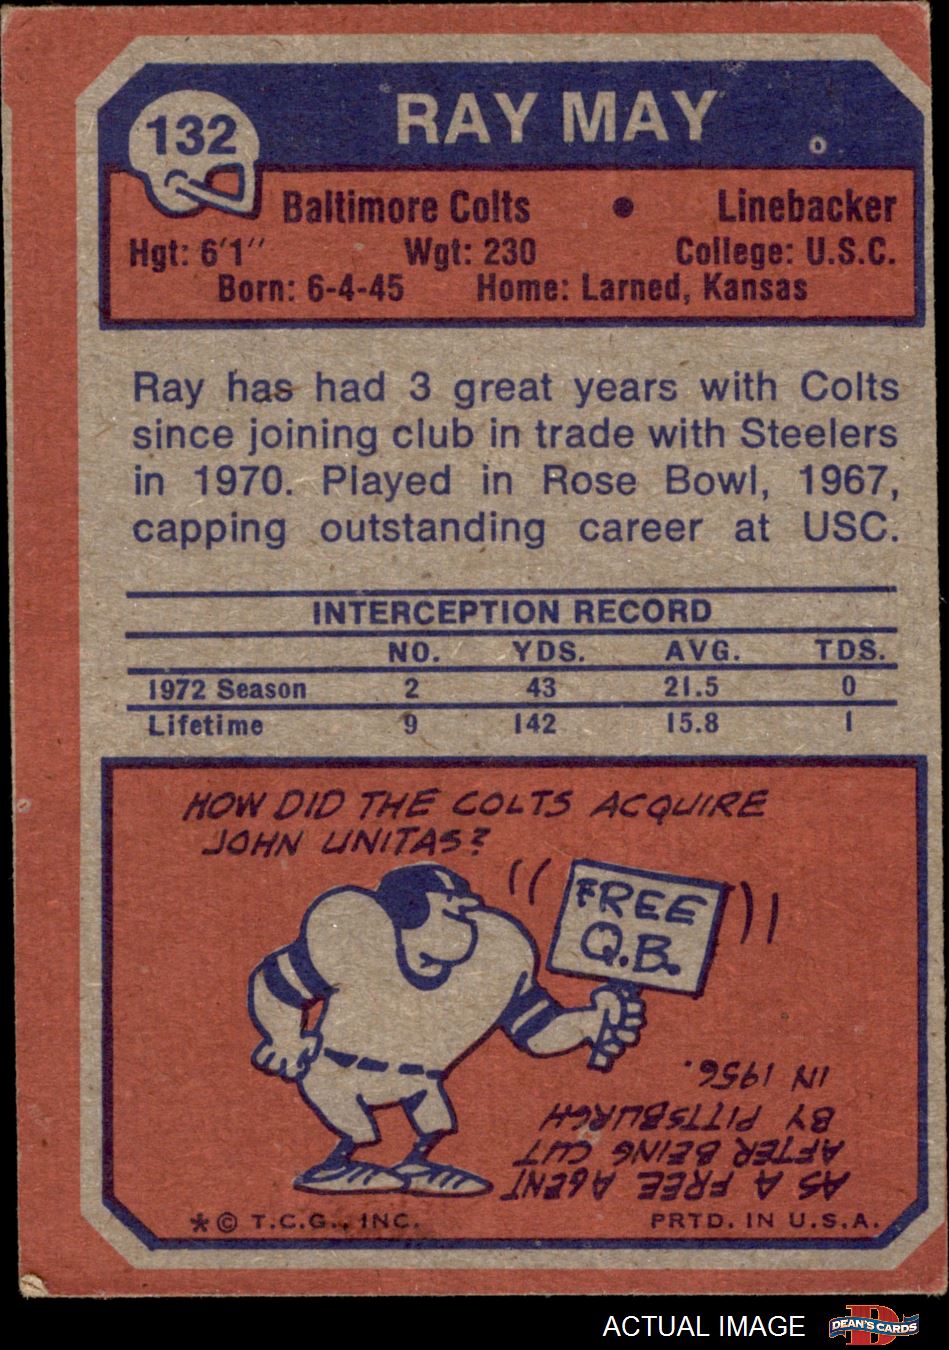 132
RAY MAY
Baltimore Colts • Linebacker
Hgt: 6'1" Wgt: 230 College: U.S.C.
Born: 6-4-45 Home: Larned, Kansas
Ray has had 3 great years with Colts
since joining club in trade with Steelers
in 1970. Played in Rose Bowl, 1967,
capping outstanding career at USC.
INTERCEPTION RECORD
NO. YDS. AVG. TDS.
1972 Season 2 43 21.5 0
Lifetime 9 142 15.8 1
HOW DID THE COLTS ACQUIRE
JOHN UNITAS?
FREE
Q.B.
AS A FREE AGENT
AFTER BEING CUT
BY PITTSBURGH
IN 1956.
*© T.C.G., INC. PRTD. IN U.S.A.
ACTUAL IMAGE
D
DEAN'S CARDS